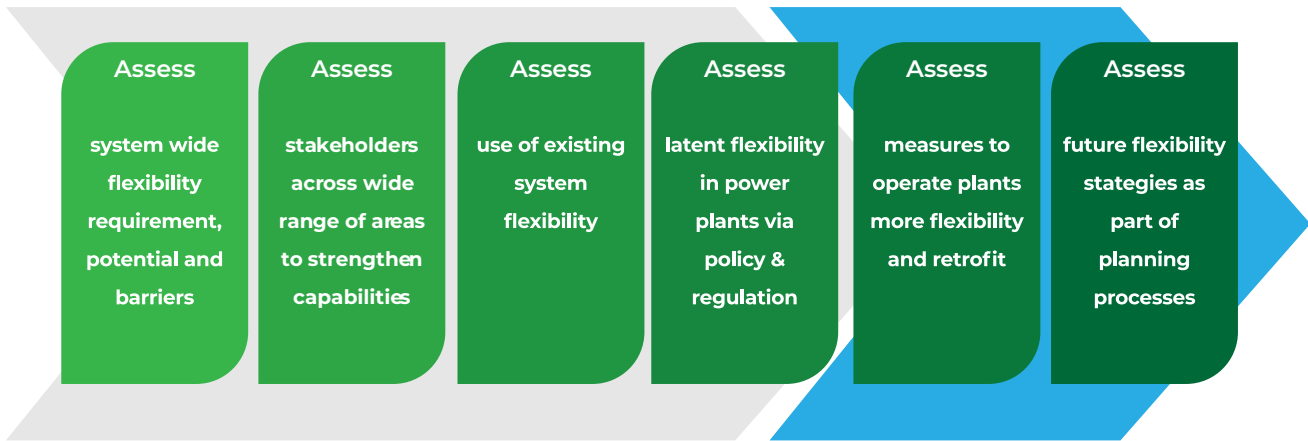 Assess
system wide
flexibility
requirement,
potential and
barriers
Assess
stakeholders
across wide
range of areas
to strengthen
capabilities
Assess
use of existing
system
flexibility
Assess
latent flexibility
in power
plants via
policy &
regulation
Assess
measures to
operate plants
more flexibility
and retrofit
Assess
future flexibility
stategies as
part of
planning
processes